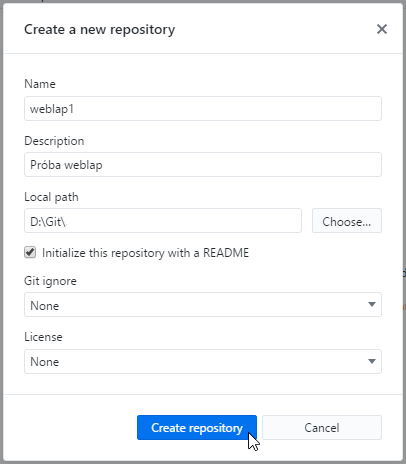 Create a new repository
Name
weblap1
Description
Próba weblap
Local path
D:\Git\
Choose...
Initialize this repository with a README
Git ignore
None
License
None
Create repository
Cancel